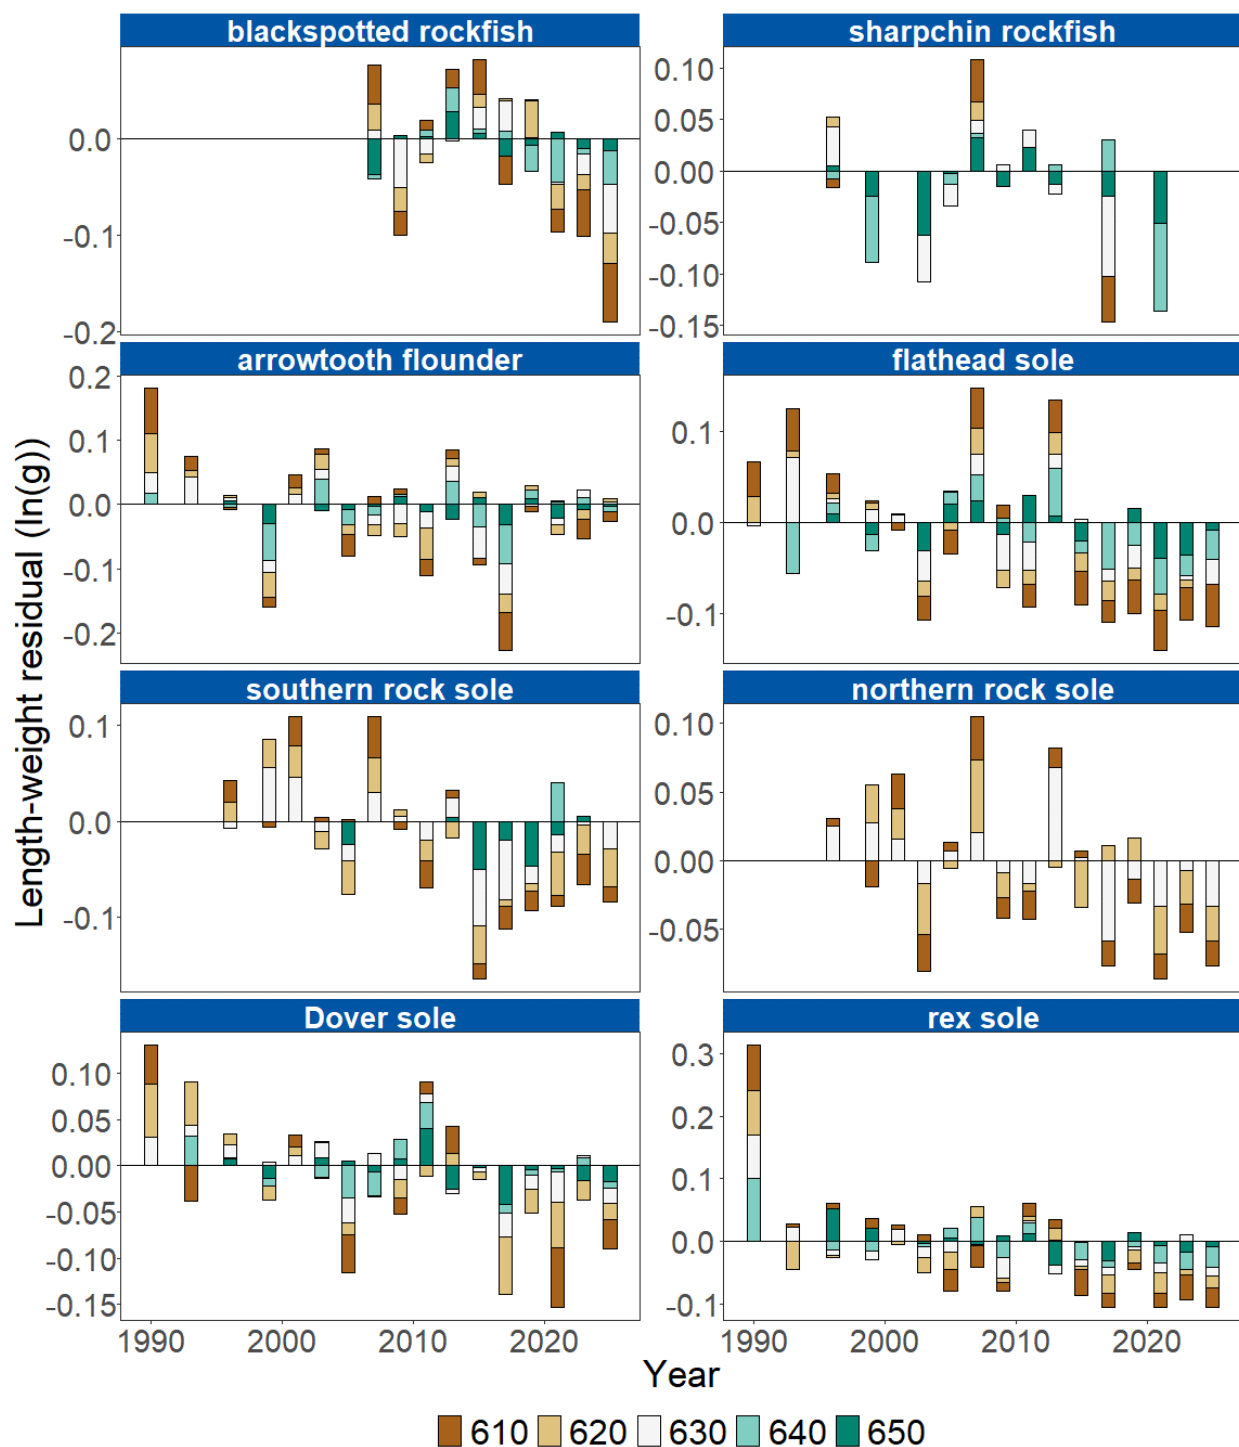 blackspotted rockfish
sharpchin rockfish
0.0
-0.1
-0.2
0.10
0.05
0.00
-0.05
-0.10
-0.15
arrowtooth flounder
flathead sole
0.2
0.1
0.0
-0.1
-0.2
0.1
0.0
-0.1
Length-weight residual (ln(g))
southern rock sole
northern rock sole
0.1
0.0
-0.1
0.10
0.05
0.00
-0.05
Dover sole
rex sole
0.10
0.05
0.00
-0.05
-0.10
-0.15
0.3
0.2
0.1
0.0
-0.1
1990 2000 2010 2020
1990 2000 2010 2020
Year
610 620 630 640 650